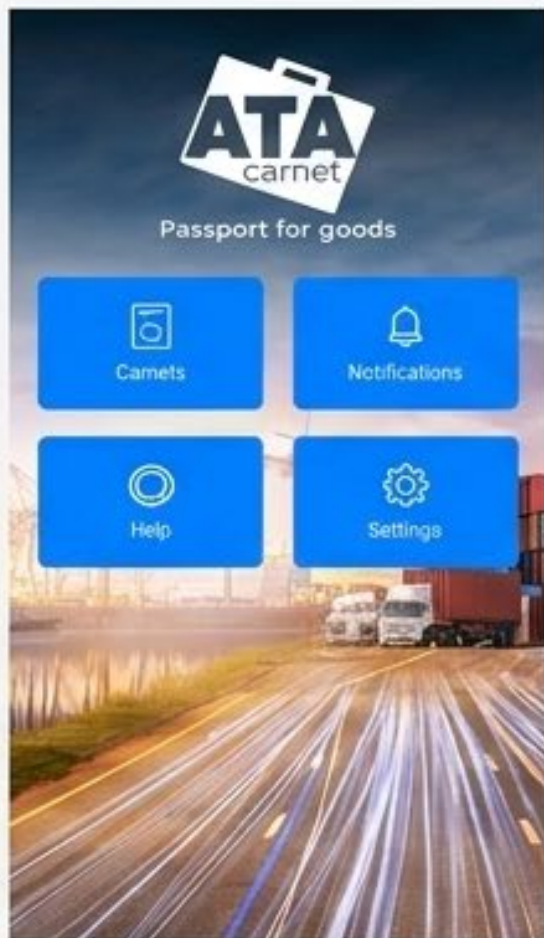 ATA
carnet
Passport for goods
Carnets
Notifications
Help
Settings